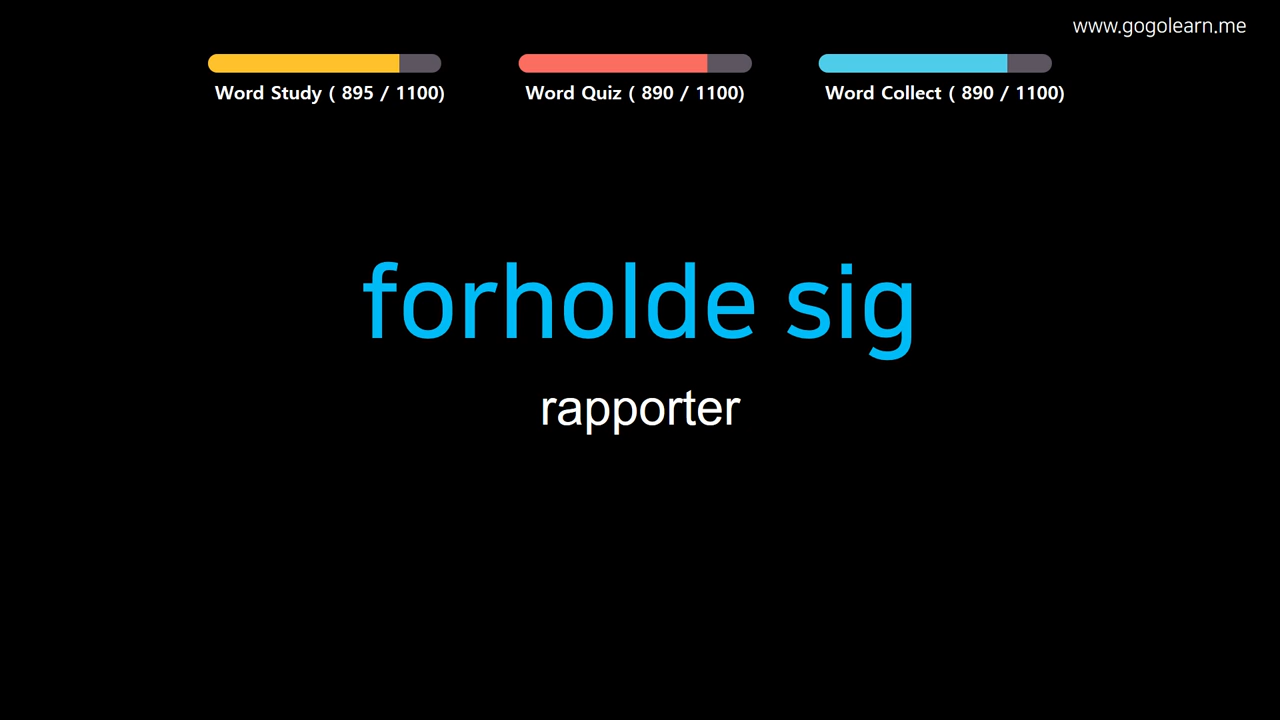 www.gogolearn.me
Word Study ( 895 / 1100)
Word Quiz ( 890 / 1100)
Word Collect ( 890 / 1100)
forholde sig
rapporter